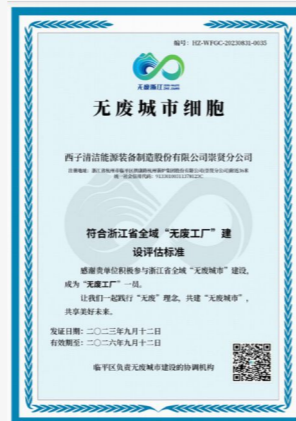 编号: HZ-WFGC-20230831-0035
无废浙江
无废城市细胞
西子清洁能源装备制造股份有限公司崇贤分公司
符合浙江省全域“无废工厂”建
设评估标准
感谢贵单位积极参与浙江省全域“无废城市”建设,
成为“无废工厂”一员。
让我们一起践行“无废”理念, 共建“无废城市”,
共享美好未来。
发证日期: 二〇二三年九月十二日
有效期至: 二〇二六年九月十二日
临平区负责无废城市建设的协调机构